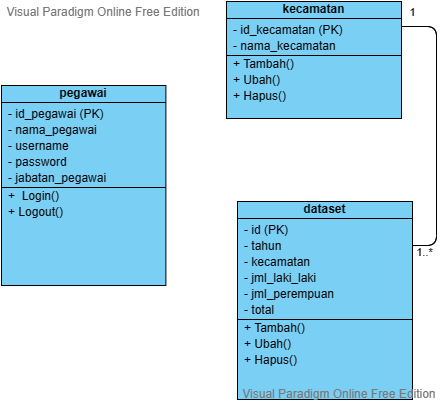 Visual Paradigm Online Free Edition
kecamatan
- id_kecamatan (PK)
- nama_kecamatan
+ Tambah()
+ Ubah()
+ Hapus()
1
pegawai
- id_pegawai (PK)
- nama_pegawai
- username
- password
- jabatan_pegawai
+ Login()
+ Logout()
dataset
- id (PK)
- tahun
- kecamatan
- jml_laki_laki
- jml_perempuan
- total
+ Tambah()
+ Ubah()
+ Hapus()
1..*
Visual Paradigm Online Free Edition